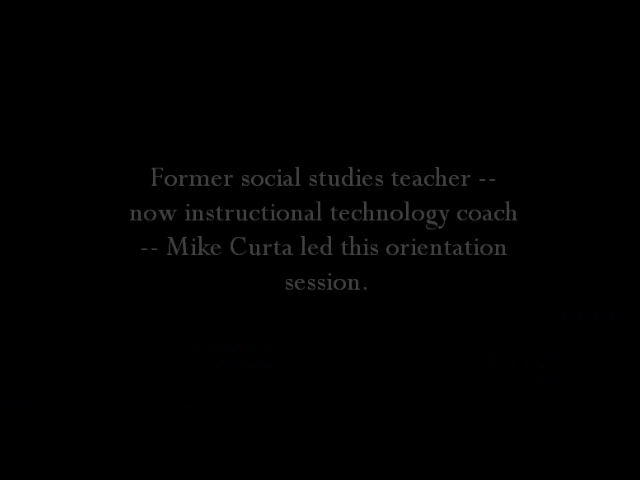 Former social studies teacher --
now instructional technology coach
-- Mike Curta led this orientation
session.